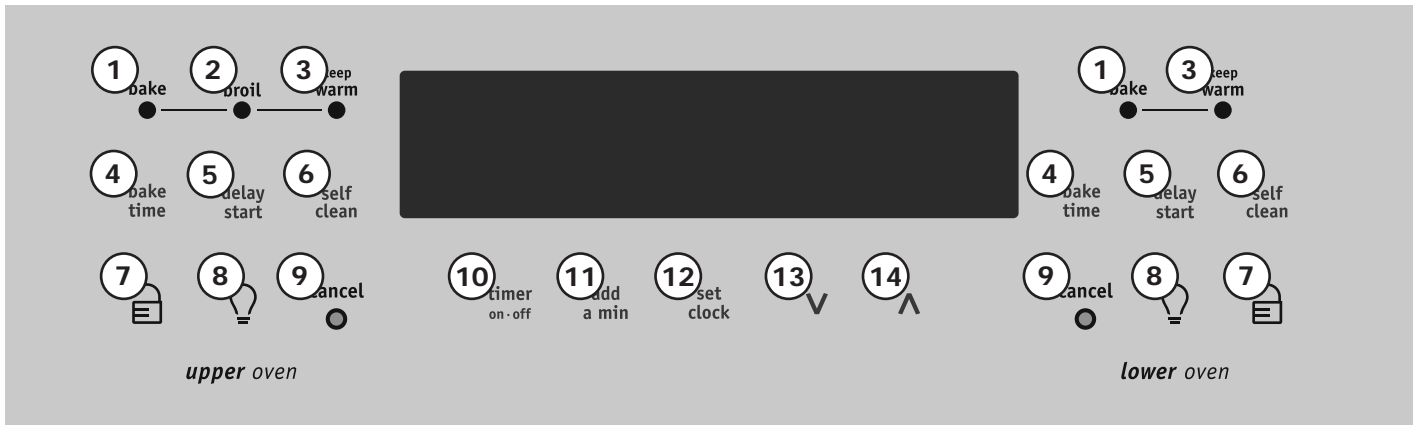 1 2 3
bake broil keep
warm
4 5 6
bake delay self
time start clean
7 8 9
cancel
upper oven
10 11 12 13 14
timer add set
on·off a min clock
1 3
bake keep
warm
4 5 6
bake delay self
time start clean
9 8 7
cancel
lower oven